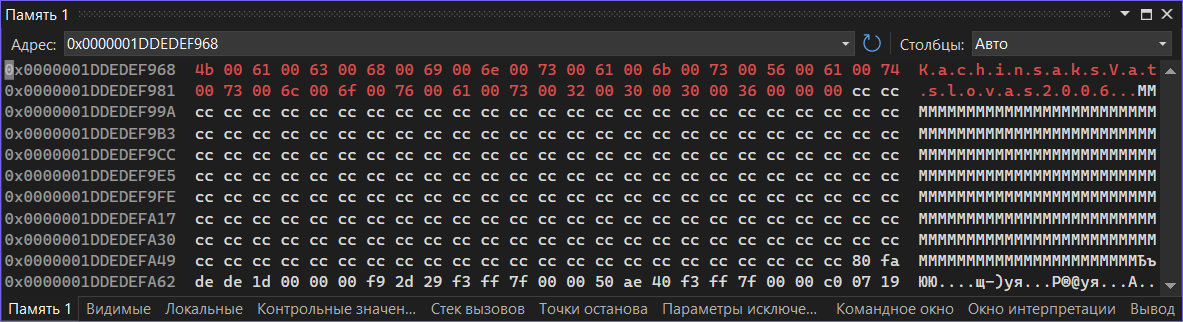 Память 1
Адрес: 0x0000001DDEDEF968 Столбцы: Авто
0x0000001DDEDEF968 4b 00 61 00 63 00 68 00 69 00 6e 00 73 00 61 00 6b 00 73 00 56 00 61 00 74 K.a.c.h.i.n.s.a.k.s.V.a.t
0x0000001DDEDEF981 00 73 00 6c 00 6f 00 76 00 61 00 73 00 32 00 30 00 30 00 36 00 00 00 cc cc .s.l.o.v.a.s.2.0.0.6...ММ
0x0000001DDEDEF99A cc cc cc cc cc cc cc cc cc cc cc cc cc cc cc cc cc cc cc cc cc cc cc cc cc МММММММММММММММММММММММММ
0x0000001DDEDEF9B3 cc cc cc cc cc cc cc cc cc cc cc cc cc cc cc cc cc cc cc cc cc cc cc cc cc МММММММММММММММММММММММММ
0x0000001DDEDEF9CC cc cc cc cc cc cc cc cc cc cc cc cc cc cc cc cc cc cc cc cc cc cc cc cc cc МММММММММММММММММММММММММ
0x0000001DDEDEF9E5 cc cc cc cc cc cc cc cc cc cc cc cc cc cc cc cc cc cc cc cc cc cc cc cc cc МММММММММММММММММММММММММ
0x0000001DDEDEF9FE cc cc cc cc cc cc cc cc cc cc cc cc cc cc cc cc cc cc cc cc cc cc cc cc cc МММММММММММММММММММММММММ
0x0000001DDEDEFA17 cc cc cc cc cc cc cc cc cc cc cc cc cc cc cc cc cc cc cc cc cc cc cc cc cc МММММММММММММММММММММММММ
0x0000001DDEDEFA30 cc cc cc cc cc cc cc cc cc cc cc cc cc cc cc cc cc cc cc cc cc cc cc cc cc МММММММММММММММММММММММММ
0x0000001DDEDEFA49 cc cc cc cc cc cc cc cc cc cc cc cc cc cc cc cc cc cc cc cc cc cc cc 80 fa МММММММММММММММММММММММЂъ
0x0000001DDEDEFA62 de de 1d 00 00 00 f9 2d 29 f3 ff 7f 00 00 50 ae 40 f3 ff 7f 00 00 c0 07 19 ЮЮ....щ-)уя...P®@уя...А..
Память 1 Видимые Локальные Контрольные значен... Стек вызовов Точки останова Параметры исключе... Командное окно Окно интерпретации Вывод